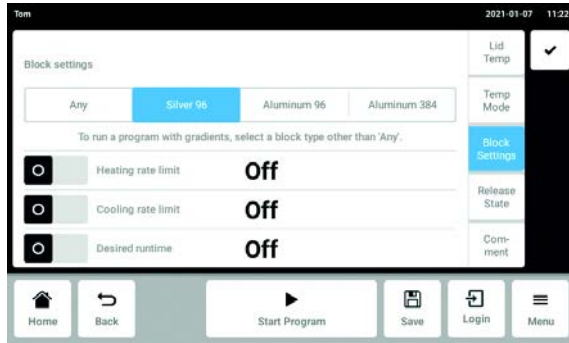 Tom 2021-01-07 11:22
Block settings
Any Silver 96 Aluminum 96 Aluminum 384
To run a program with gradients, select a block type other than 'Any'.
Heating rate limit Off
Cooling rate limit Off
Desired runtime Off
Lid
Temp
Temp
Mode
Block
Settings
Release
State
Com-
ment
Home Back Start Program Save Login Menu